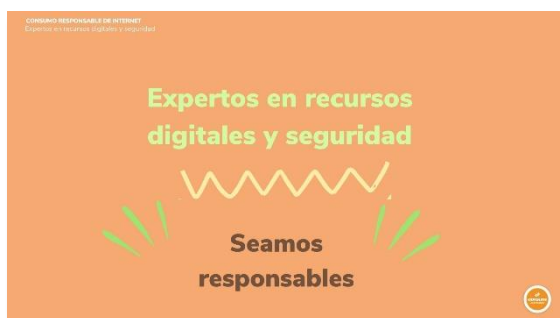 CONSUMO RESPONSABLE DE INTERNET
Expertos en recursos digitales y seguridad
Expertos en recursos
digitales y seguridad
Seamos
responsables